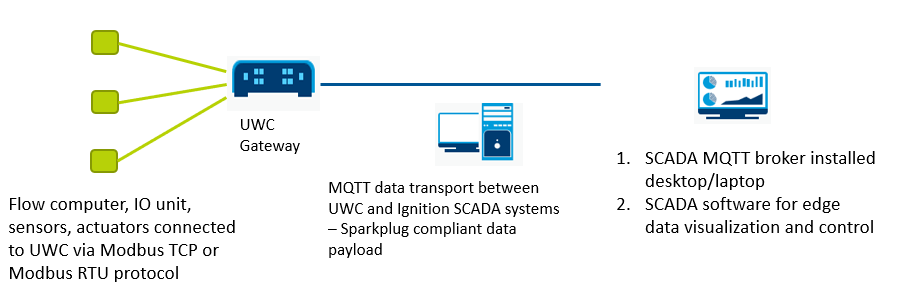 UWC
Gateway
MQTT data transport between
UWC and Ignition SCADA systems
– Sparkplug compliant data
payload
1. SCADA MQTT broker installed
desktop/laptop
2. SCADA software for edge
data visualization and control
Flow computer, IO unit,
sensors, actuators connected
to UWC via Modbus TCP or
Modbus RTU protocol